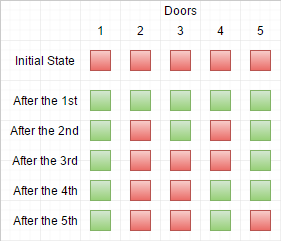 Doors
1 2 3 4 5
Initial State
After the 1st
After the 2nd
After the 3rd
After the 4th
After the 5th